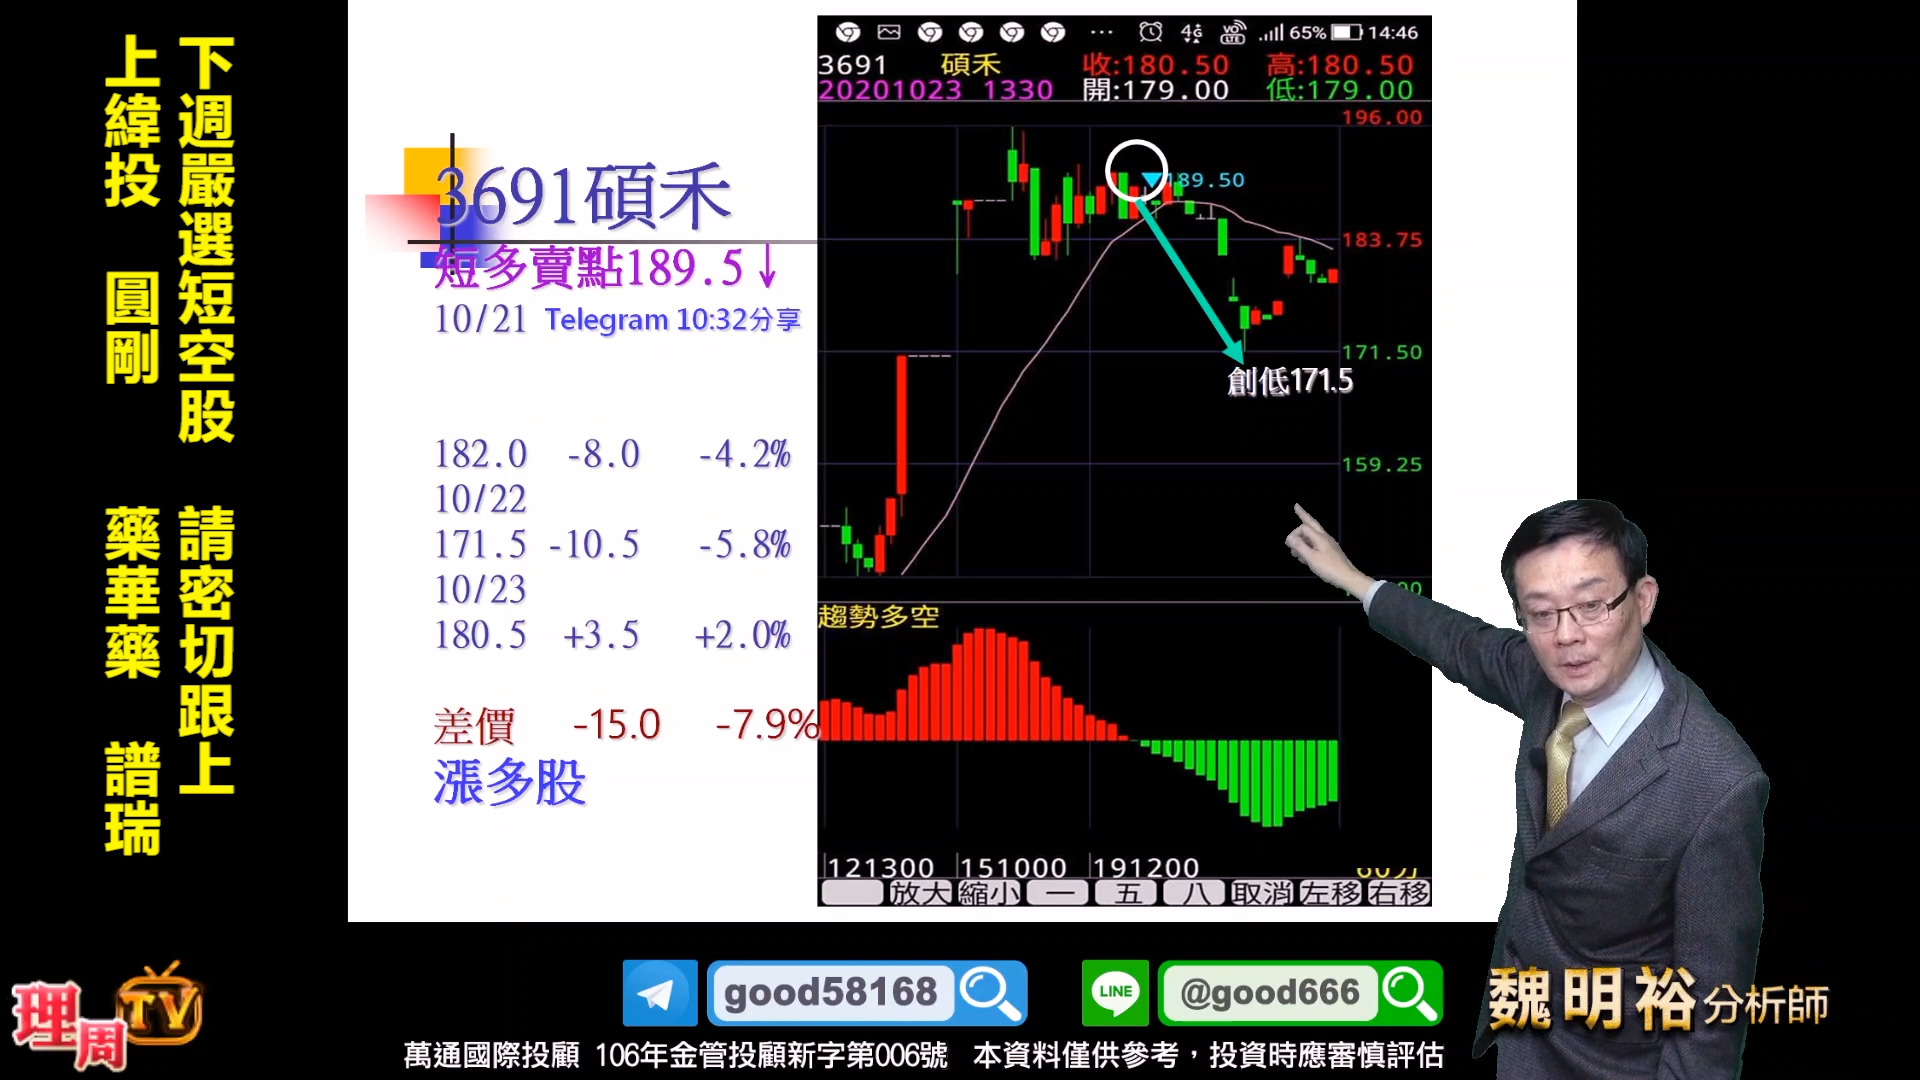 下週嚴選短空股 請密切跟上
上緯投 圓剛 藥華藥 譜瑞
3691碩禾
短多賣點189.5↓
10/21 Telegram 10:32分享
182.0 -8.0 -4.2%
10/22
171.5 -10.5 -5.8%
10/23
180.5 +3.5 +2.0%
差價 -15.0 -7.9%
漲多股
... 4G VO LTE 65% 14:46
3691 碩禾 收:180.50 高:180.50
20201023 1330 開:179.00 低:179.00
196.00
189.50
183.75
171.50
創低171.5
159.25
趨勢多空
121300 151000 191200
放大 縮小 一 五 八 取消 左移 右移
理周TV
good58168
LINE @good666
魏明裕分析師
萬通國際投顧 106年金管投顧新字第006號 本資料僅供參考，投資時應審慎評估